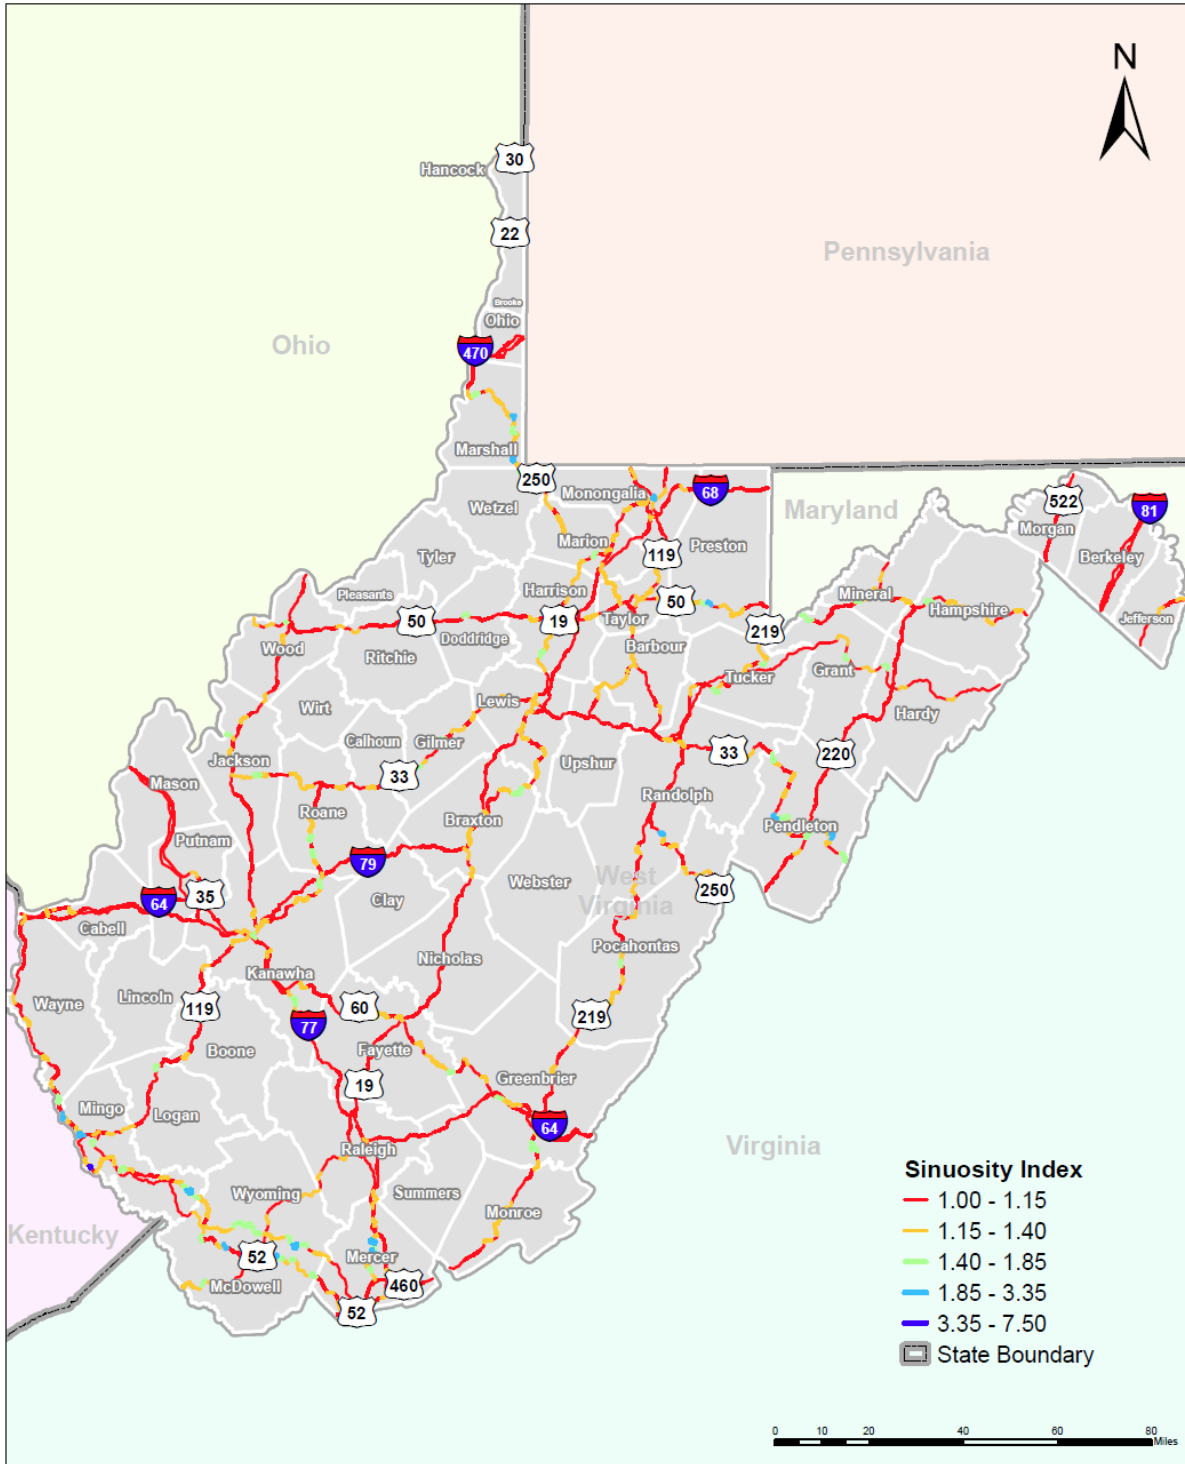 N
30
Hancock
22
Pennsylvania
Brooke
Ohio
Ohio
470
Marshall
250
Monongalia
68
Wetzel
Maryland
522
81
Morgan
Marion
119
Preston
Berkeley
Tyler
Harrison
Mineral
Pleasants
50
Hampshire
50
19
Taylor
219
Jefferson
Doddridge
Wood
Barbour
Ritchie
Tucker
Grant
Lewis
Wirt
Hardy
Calhoun
Gilmer
33
220
Jackson
Upshur
33
Mason
Randolph
Roane
Braxton
Pendleton
Putnam
79
West
Virginia
Webster
250
64
35
Clay
Cabell
Pocahontas
Nicholas
Kanawha
Lincoln
Wayne
119
60
219
77
Boone
Fayette
19
Greenbrier
Mingo
Logan
64
Raleigh
Virginia
Sinuosity Index
Wyoming
Summers
1.00 - 1.15
Monroe
1.15 - 1.40
Kentucky
52
Mercer
1.40 - 1.85
McDowell
460
1.85 - 3.35
52
3.35 - 7.50
State Boundary
0 10 20 40 60 80
Miles